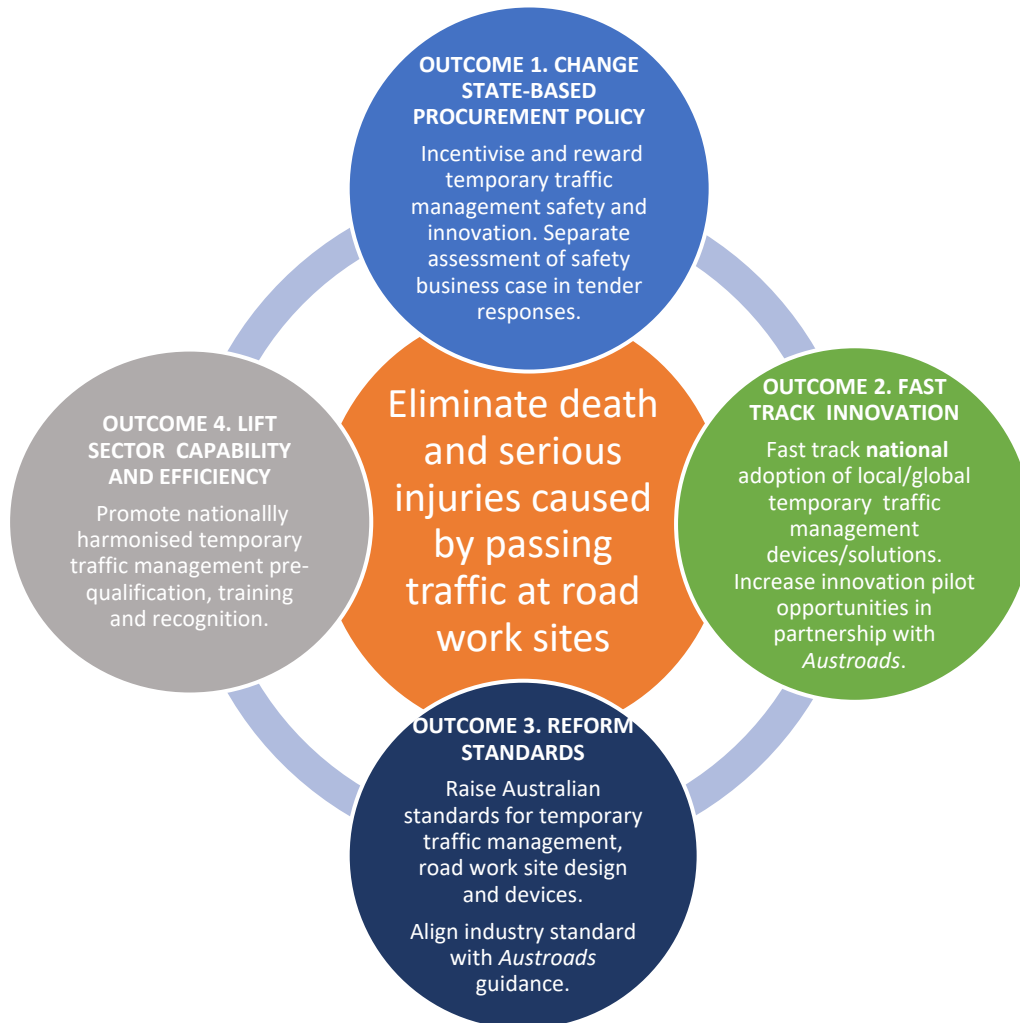 OUTCOME 1. CHANGE
STATE-BASED
PROCUREMENT POLICY
Incentivise and reward
temporary traffic
management safety and
innovation. Separate
assessment of safety
business case in tender
responses.
OUTCOME 2. FAST
TRACK INNOVATION
Fast track national
adoption of local/global
temporary traffic
management
devices/solutions.
Increase innovation pilot
opportunities in
partnership with
Austroads.
Eliminate death
and serious
injuries caused
by passing
traffic at road
work sites
OUTCOME 4. LIFT
SECTOR CAPABILITY
AND EFFICIENCY
Promote nationallly
harmonised temporary
traffic management pre-
qualification, training
and recognition.
OUTCOME 3. REFORM
STANDARDS
Raise Australian
standards for temporary
traffic management,
road work site design
and devices.
Align industry standard
with Austroads
guidance.